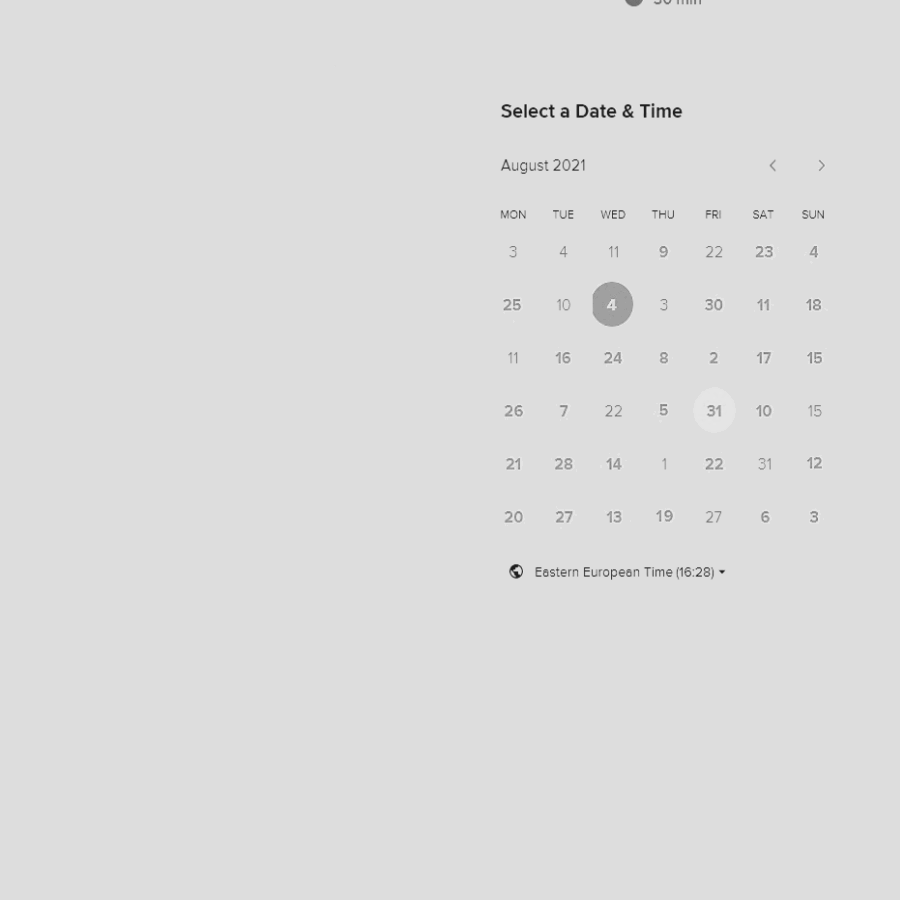 30 min
Select a Date & Time
August 2021
MON TUE WED THU FRI SAT SUN
3 4 11 9 22 23 4
25 10 4 3 30 11 18
11 16 24 8 2 17 15
26 7 22 5 31 10 15
21 28 14 1 22 31 12
20 27 13 19 27 6 3
Eastern European Time (16:28)